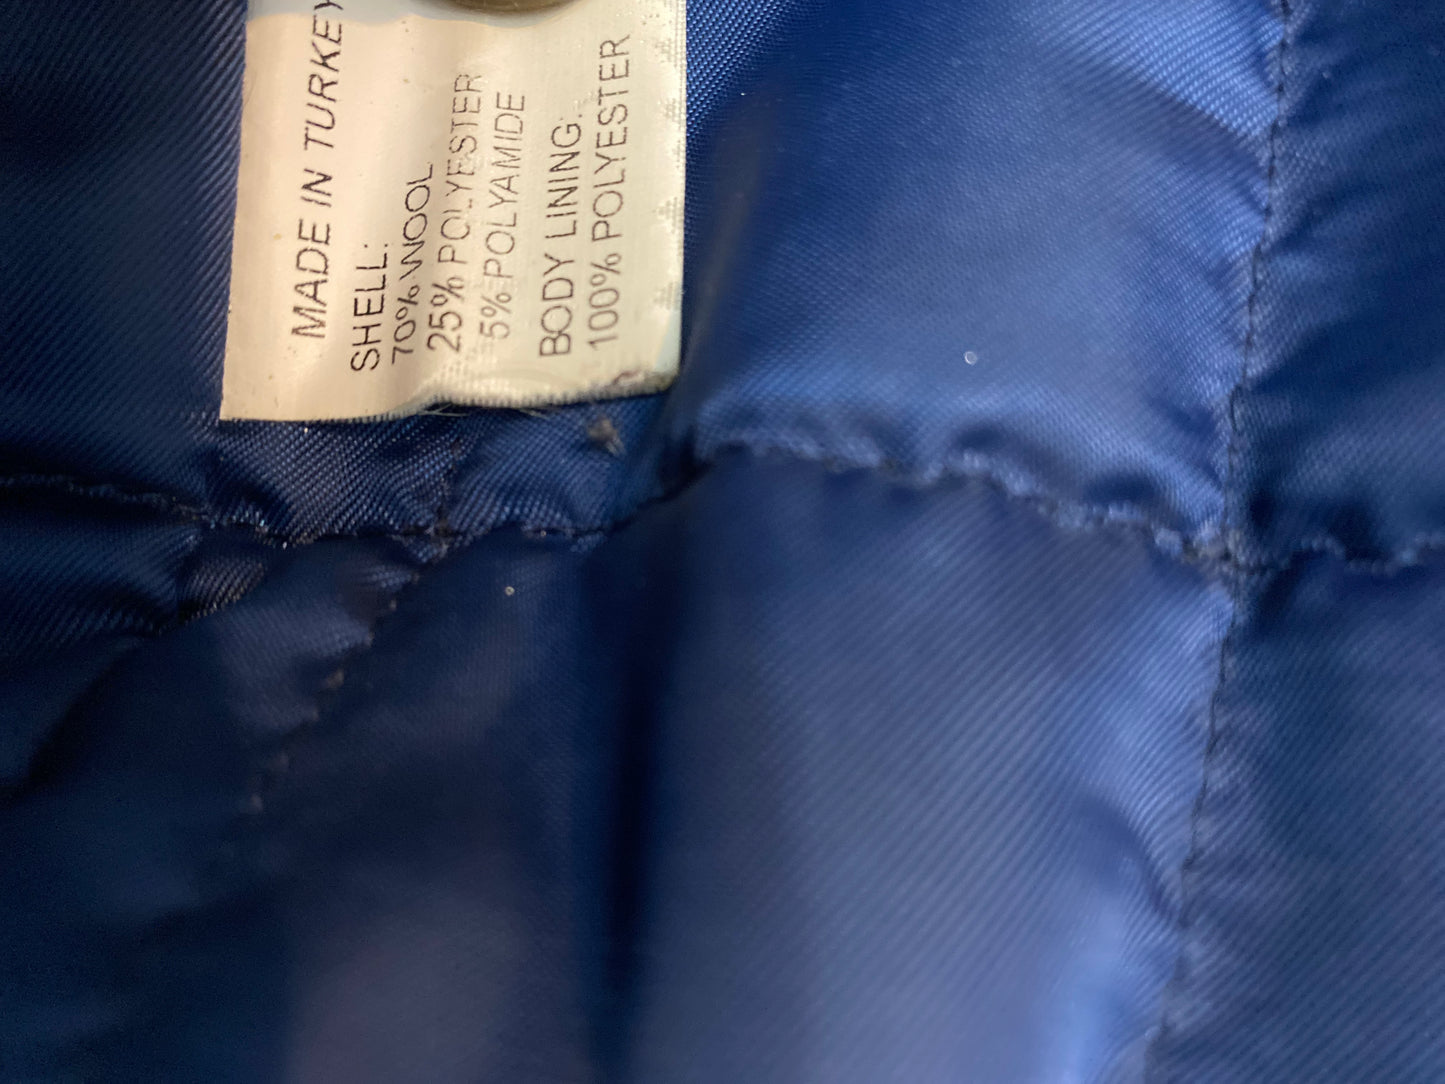 MADE IN TURKEY
SHELL:
70% WOOL
25% POLYESTER
5% POLYAMIDE
BODY LINING:
100% POLYESTER